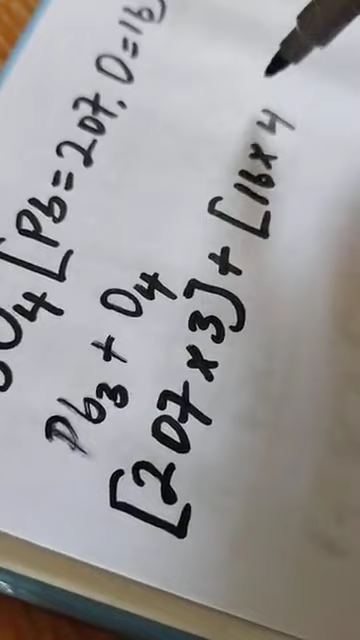 O₄ [Pb=207, O=16
Pb₃ + O₄
[207 x 3] + [16 x 4